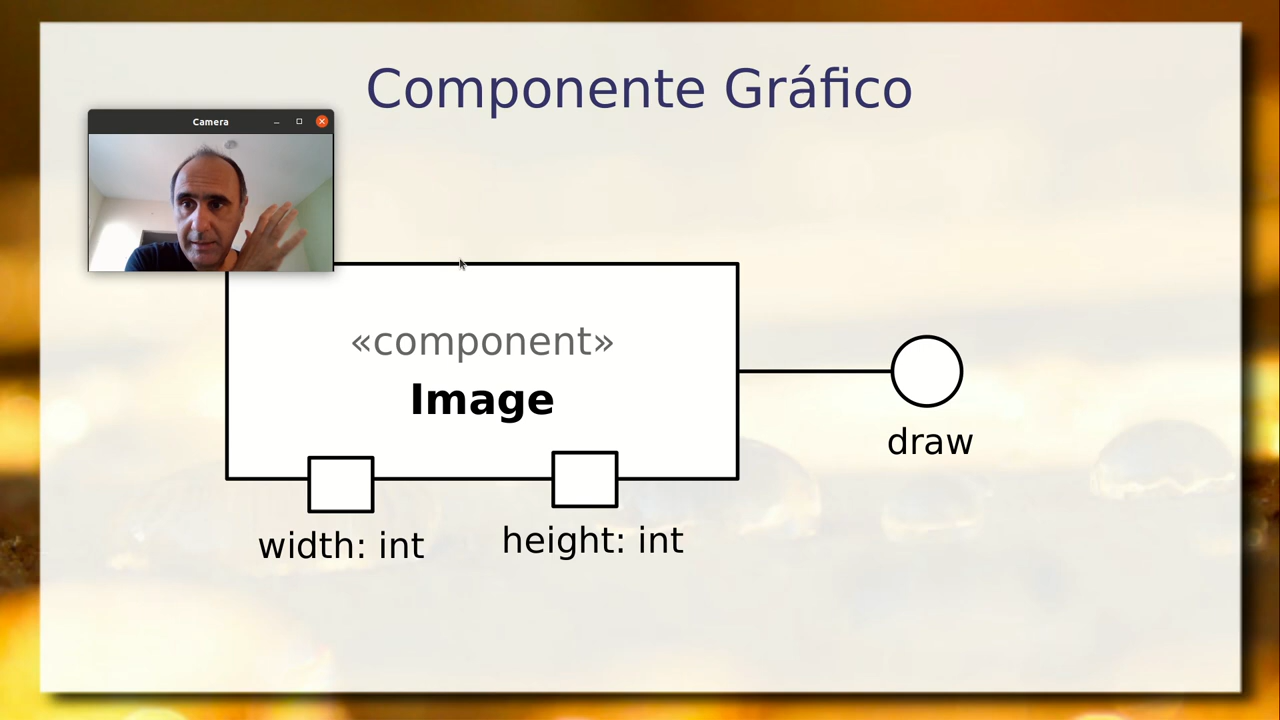 Componente Gráfico
Camera
«component»
Image
draw
width: int
height: int